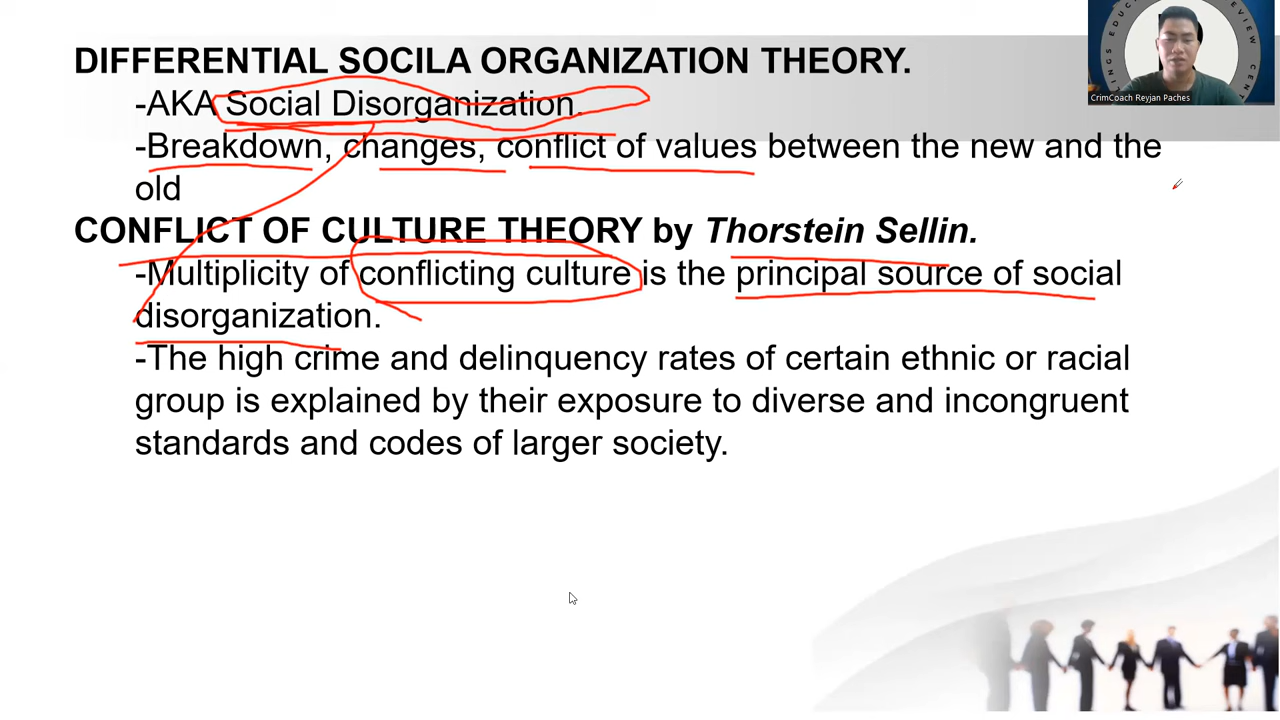 DIFFERENTIAL SOCILA ORGANIZATION THEORY.
-AKA Social Disorganization.
-Breakdown, changes, conflict of values between the new and the
old
CONFLICT OF CULTURE THEORY by Thorstein Sellin.
-Multiplicity of conflicting culture is the principal source of social
disorganization.
-The high crime and delinquency rates of certain ethnic or racial
group is explained by their exposure to diverse and incongruent
standards and codes of larger society.
CrimCoach Reyjan Paches